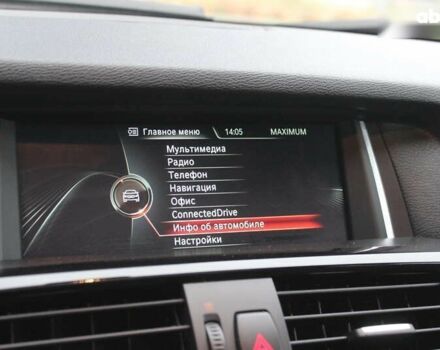 Главное меню 14:05 MAXIMUM
Мультимедиа
Радио
Телефон
Навигация
Офис
ConnectedDrive
Инфо об автомобиле
Настройки